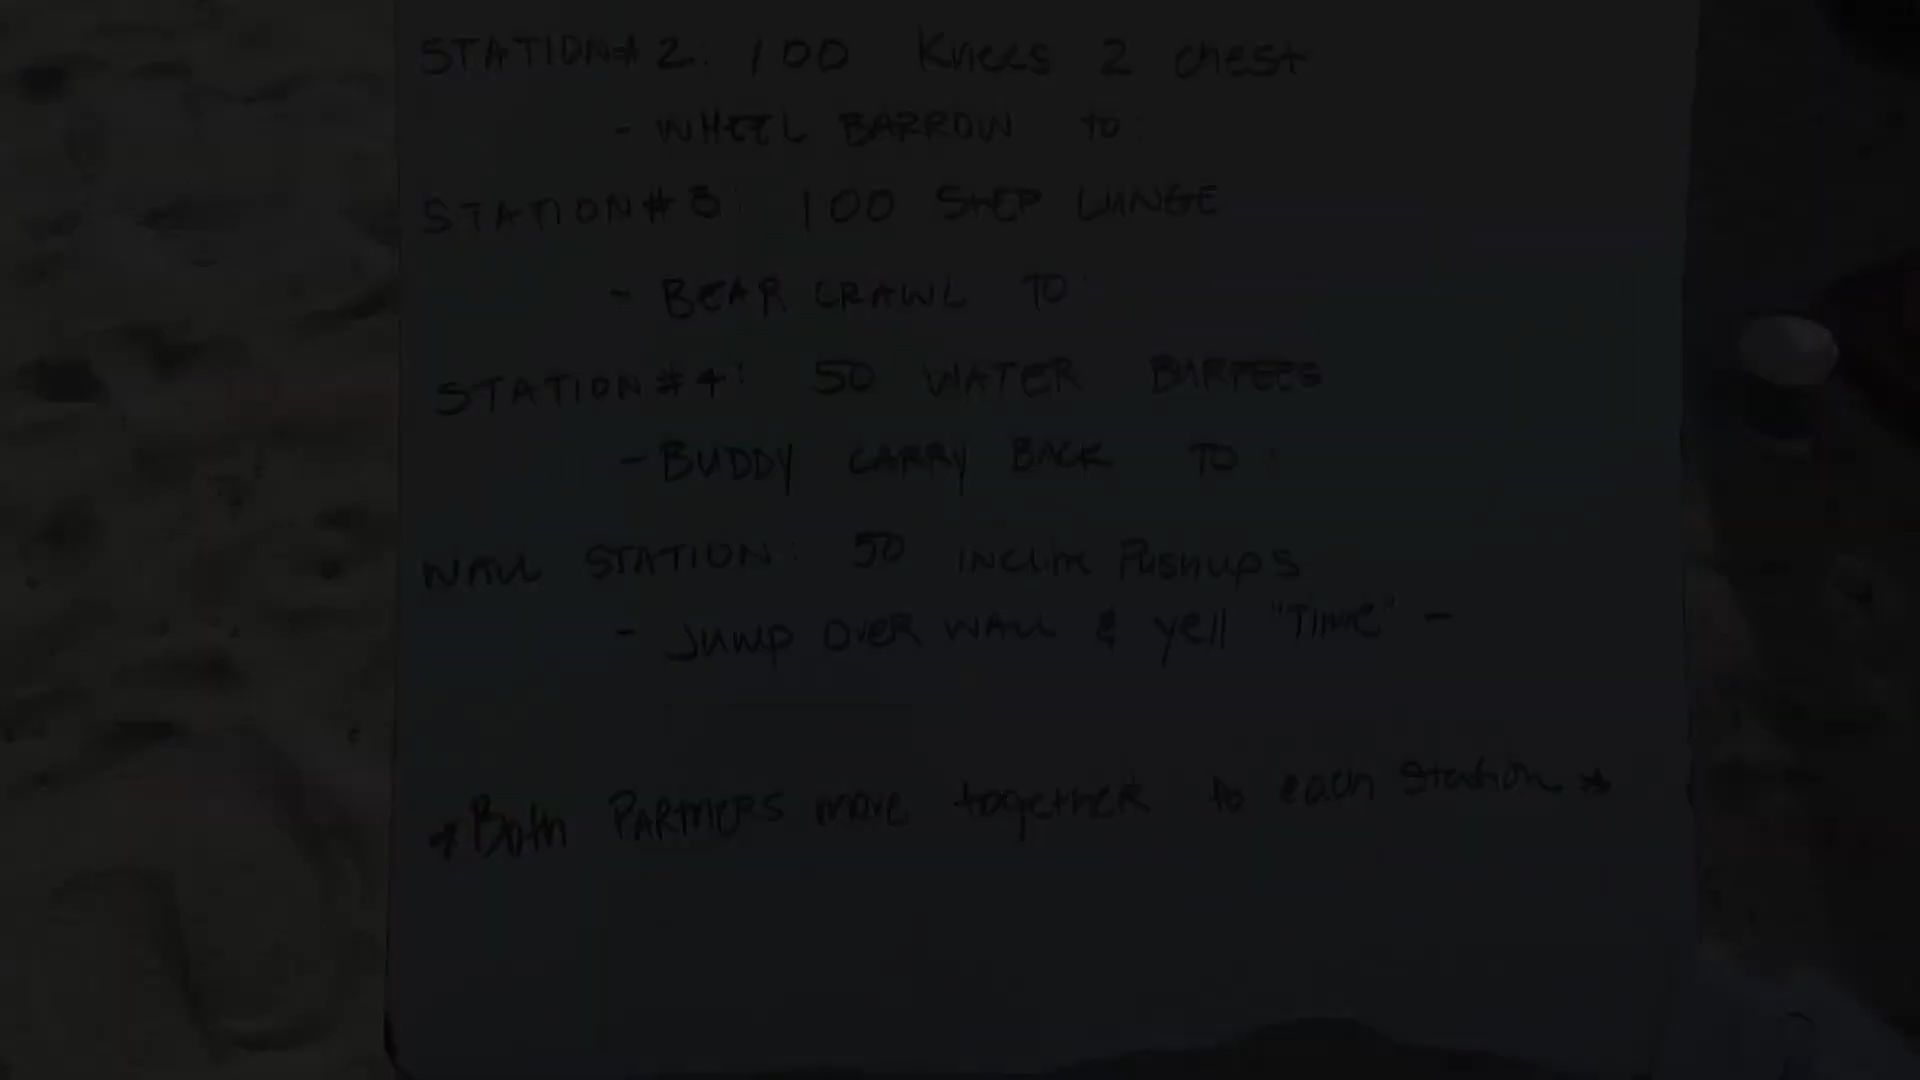 STATION# 2: 100 Knees 2 chest
- WHEEL BARROW to:
STATION# 3: 100 STEP LUNGE
- BEAR CRAWL TO:
STATION# 4: 50 WATER BURPEES
- BUDDY CARRY BACK TO:
WALL STATION: 50 INCLINE PUSHUPS
- JUMP OVER WALL & yell "Time" -
*Both PARTNERS move together to each station*